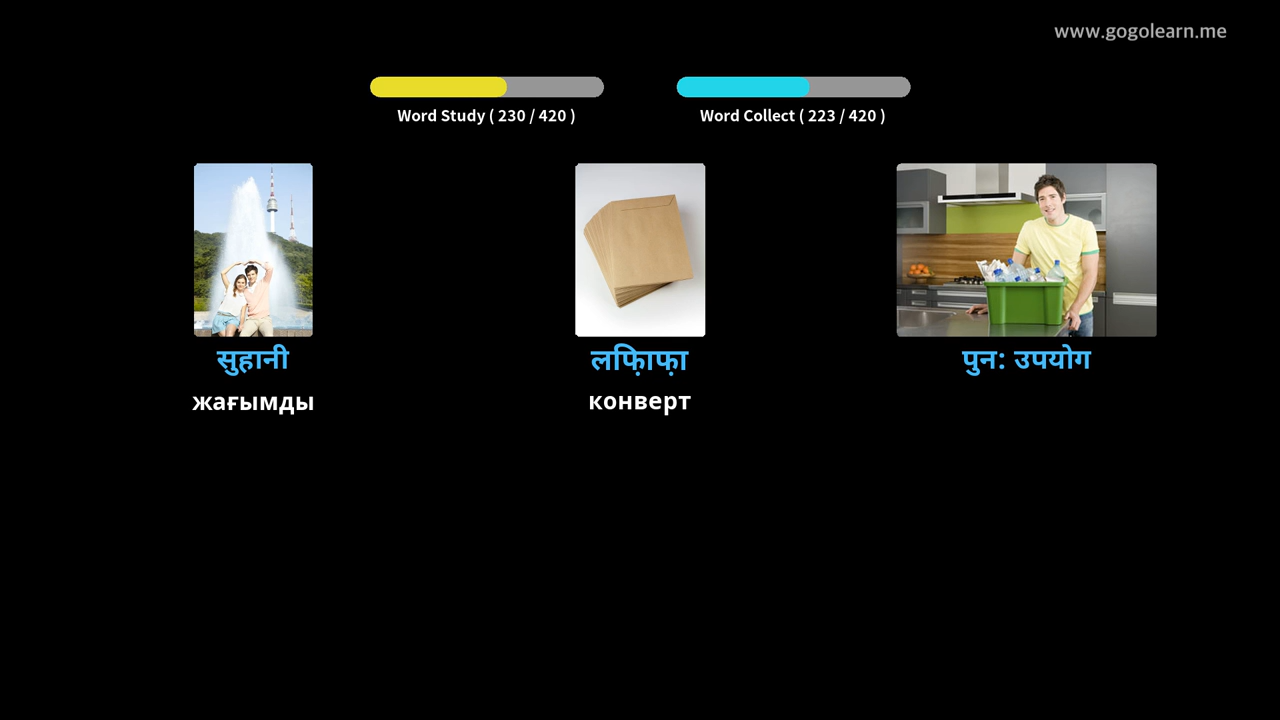 www.gogolearn.me
Word Study ( 230 / 420 )
Word Collect ( 223 / 420 )
सुहानी
लफ़िाफ़ा
पुन: उपयोग
жағымды
конверт